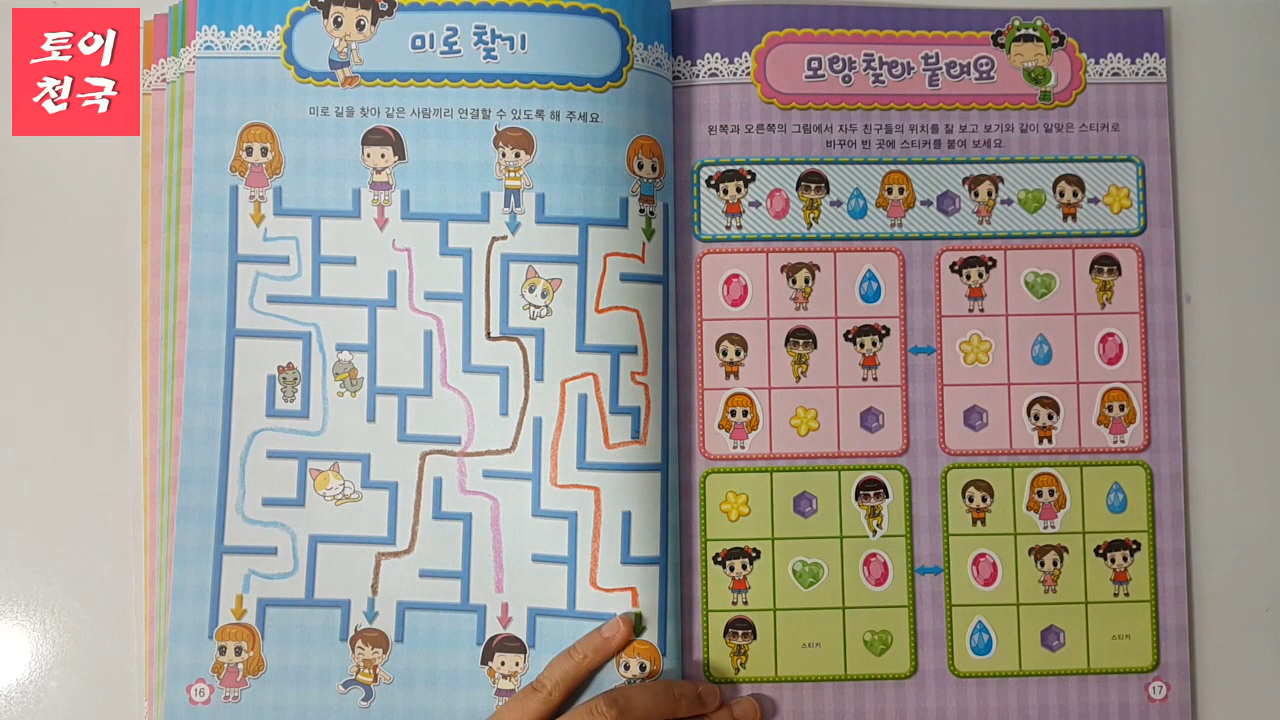 토이
천국
미로 찾기
미로 길을 찾아 같은 사람끼리 연결할 수 있도록 해 주세요.
16
모양 찾아 붙여요
왼쪽과 오른쪽의 그림에서 자두 친구들의 위치를 잘 보고 보기와 같이 알맞은 스티커로
바꾸어 빈 곳에 스티커를 붙여 보세요.
스티커
스티커
17